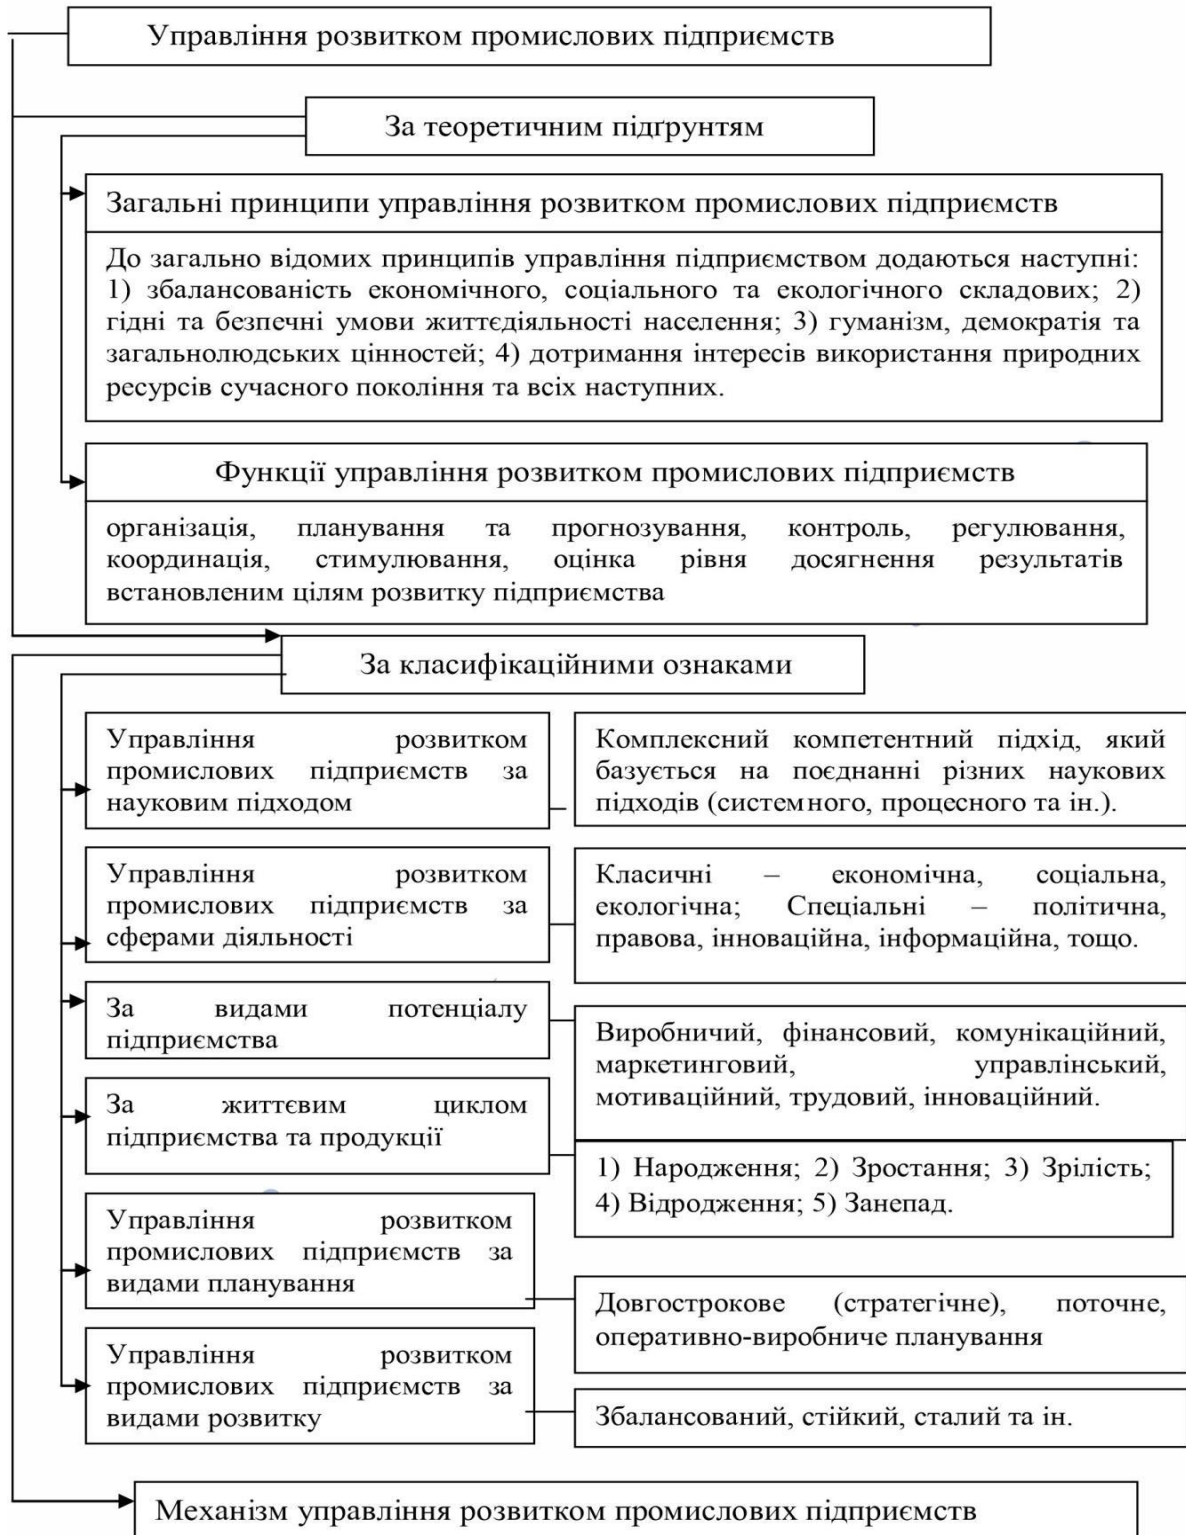 Управління розвитком промислових підприємств
За теоретичним підґрунтям
Загальні принципи управління розвитком промислових підприємств
До загально відомих принципів управління підприємством додаються наступні:
1) збалансованість економічного, соціального та екологічного складових; 2)
гідні та безпечні умови життєдіяльності населення; 3) гуманізм, демократія та
загальнолюдських цінностей; 4) дотримання інтересів використання природних
ресурсів сучасного покоління та всіх наступних.
Функції управління розвитком промислових підприємств
організація, планування та прогнозування, контроль, регулювання,
координація, стимулювання, оцінка рівня досягнення результатів
встановленим цілям розвитку підприємства
За класифікаційними ознаками
Управління розвитком
промислових підприємств за
науковим підходом
Комплексний компетентний підхід, який
базується на поєднанні різних наукових
підходів (системного, процесного та ін.).
Управління розвитком
промислових підприємств за
сферами діяльності
Класичні – економічна, соціальна,
екологічна; Спеціальні – політична,
правова, інноваційна, інформаційна, тощо.
За видами потенціалу
підприємства
Виробничий, фінансовий, комунікаційний,
маркетинговий, управлінський,
мотиваційний, трудовий, інноваційний.
За життєвим циклом
підприємства та продукції
1) Народження; 2) Зростання; 3) Зрілість;
4) Відродження; 5) Занепад.
Управління розвитком
промислових підприємств за
видами планування
Довгострокове (стратегічне), поточне,
оперативно-виробниче планування
Управління розвитком
промислових підприємств за
видами розвитку
Збалансований, стійкий, сталий та ін.
Механізм управління розвитком промислових підприємств